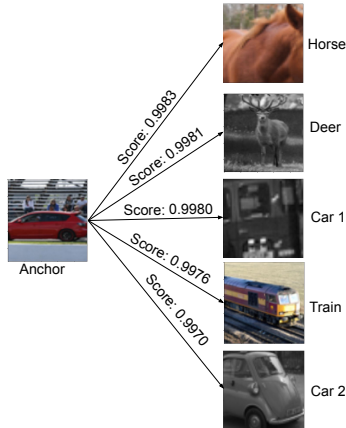 Score: 0.9983
Horse
Score: 0.9981
Deer
Score: 0.9980
Car 1
Anchor
Score: 0.9976
Train
Score: 0.9970
Car 2